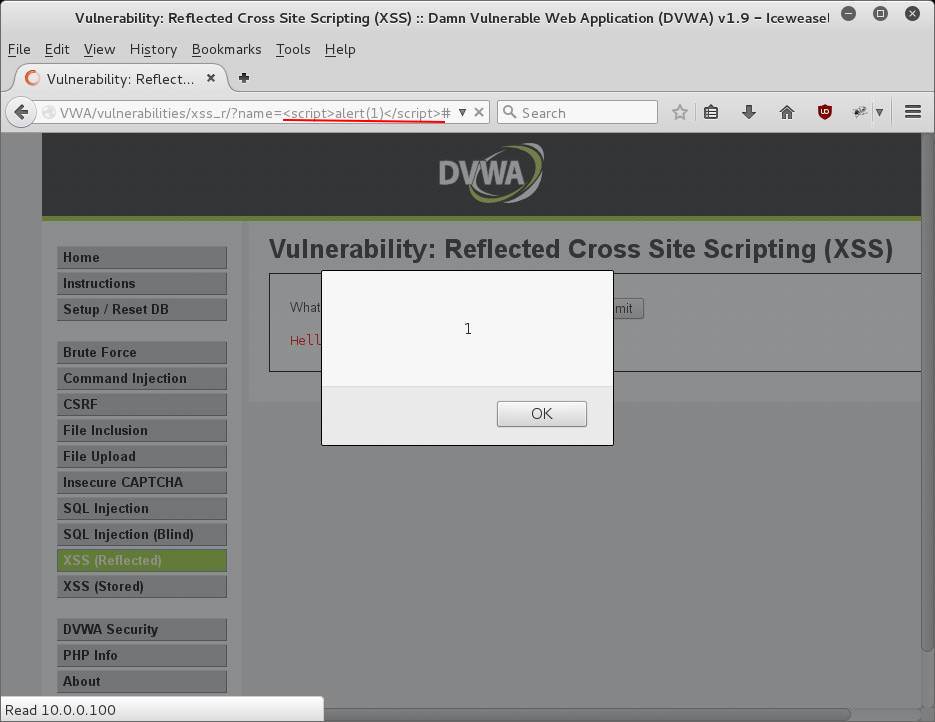 Vulnerability: Reflected Cross Site Scripting (XSS) :: Damn Vulnerable Web Application (DVWA) v1.9 – Iceweasel
File Edit View History Bookmarks Tools Help
Vulnerability: Reflect...
VWA/vulnerabilities/xss_r/?name=<script>alert(1)</script>#
Search
DVWA
Home
Instructions
Setup / Reset DB
Brute Force
Command Injection
CSRF
File Inclusion
File Upload
Insecure CAPTCHA
SQL Injection
SQL Injection (Blind)
XSS (Reflected)
XSS (Stored)
DVWA Security
PHP Info
About
Vulnerability: Reflected Cross Site Scripting (XSS)
What
mit
Hell
1
OK
Read 10.0.0.100